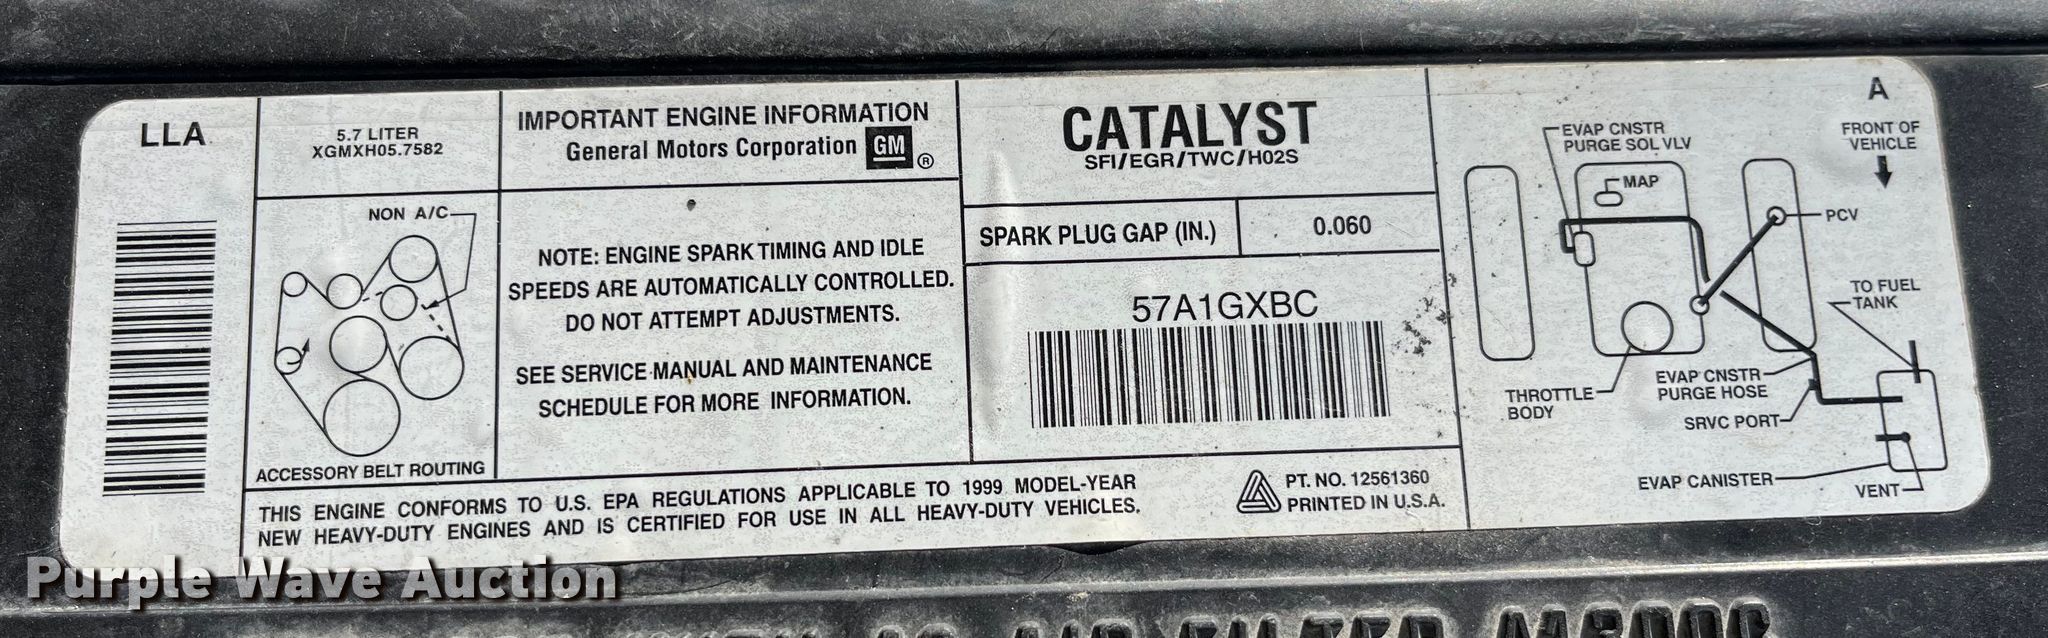 LLA
5.7 LITER
XGMXH05.7582
NON A/C
ACCESSORY BELT ROUTING
IMPORTANT ENGINE INFORMATION
General Motors Corporation GM ®
NOTE: ENGINE SPARK TIMING AND IDLE
SPEEDS ARE AUTOMATICALLY CONTROLLED.
DO NOT ATTEMPT ADJUSTMENTS.
SEE SERVICE MANUAL AND MAINTENANCE
SCHEDULE FOR MORE INFORMATION.
CATALYST
SFI/EGR/TWC/HO2S
SPARK PLUG GAP (IN.) 0.060
57A1GXBC
THIS ENGINE CONFORMS TO U.S. EPA REGULATIONS APPLICABLE TO 1999 MODEL-YEAR
NEW HEAVY-DUTY ENGINES AND IS CERTIFIED FOR USE IN ALL HEAVY-DUTY VEHICLES.
PT. NO. 12561360
PRINTED IN U.S.A.
A
FRONT OF
VEHICLE
EVAP CNSTR
PURGE SOL VLV
MAP
PCV
TO FUEL
TANK
THROTTLE
BODY
EVAP CNSTR
PURGE HOSE
SRVC PORT
EVAP CANISTER
VENT
Purple Wave Auction
AIR FILTER